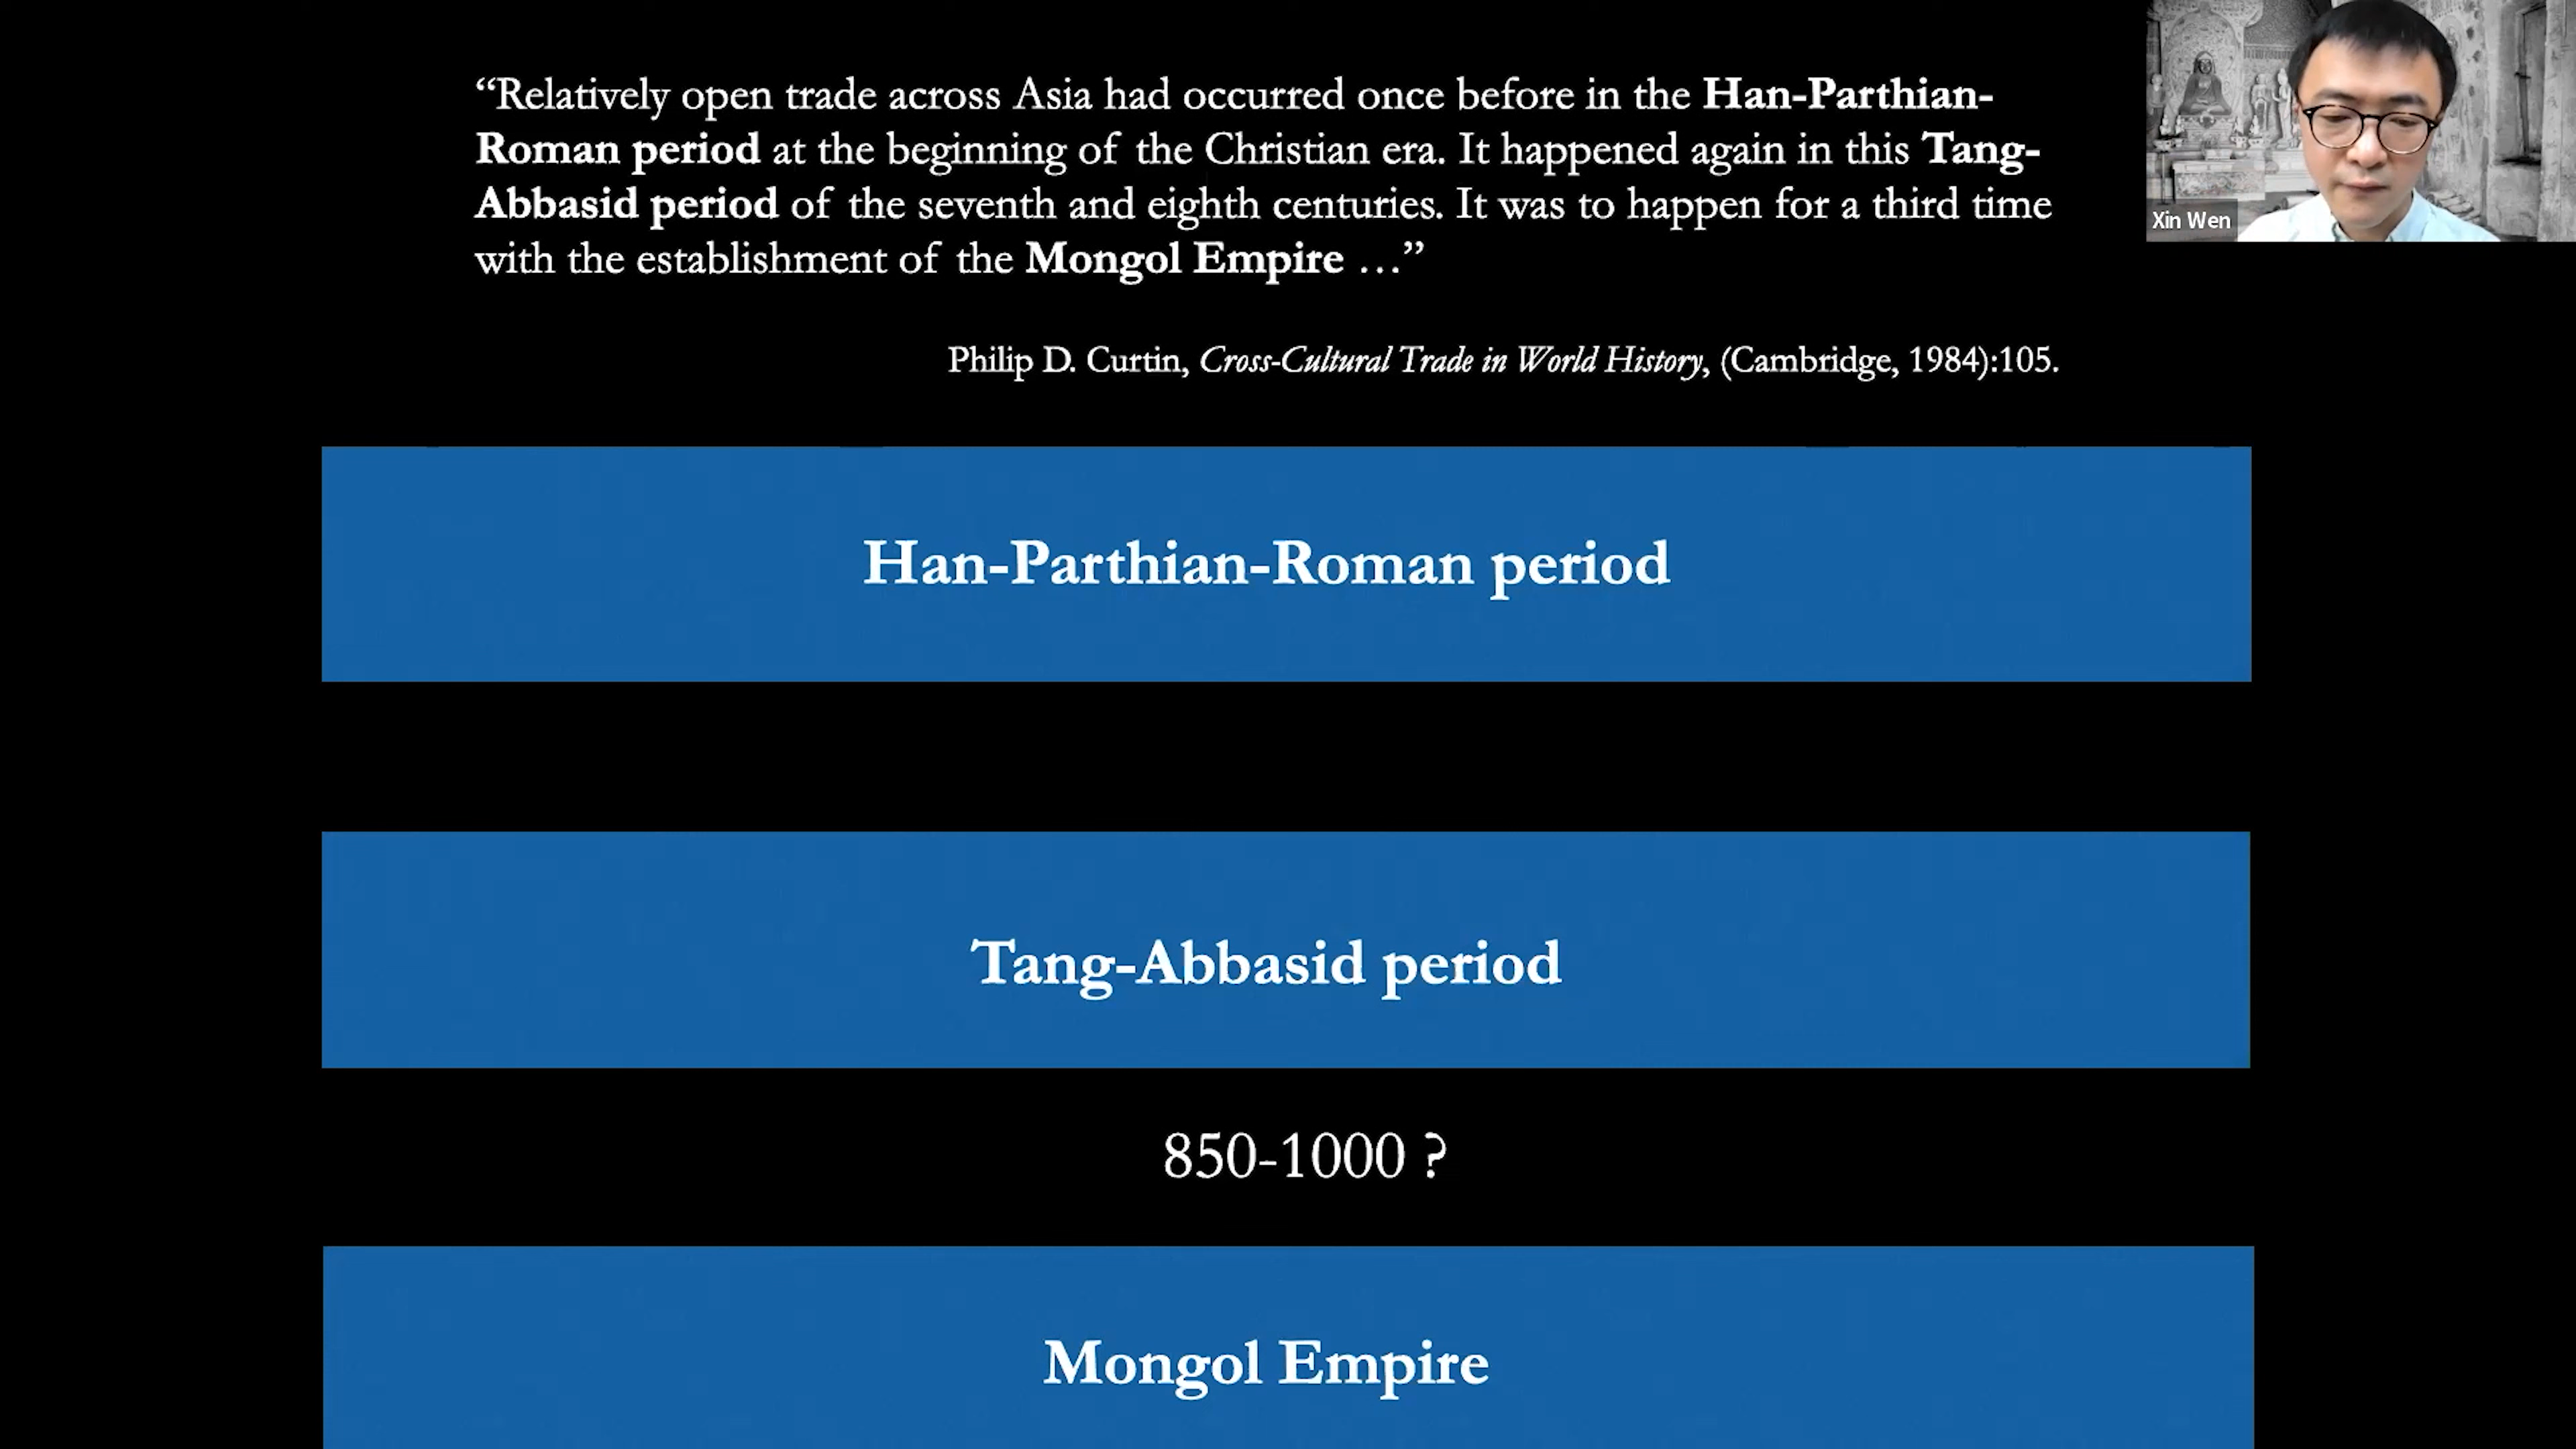 “Relatively open trade across Asia had occurred once before in the Han-Parthian-
Roman period at the beginning of the Christian era. It happened again in this Tang-
Abbasid period of the seventh and eighth centuries. It was to happen for a third time
with the establishment of the Mongol Empire …”
Xin Wen
Philip D. Curtin, Cross-Cultural Trade in World History, (Cambridge, 1984):105.
Han-Parthian-Roman period
Tang-Abbasid period
850-1000 ?
Mongol Empire